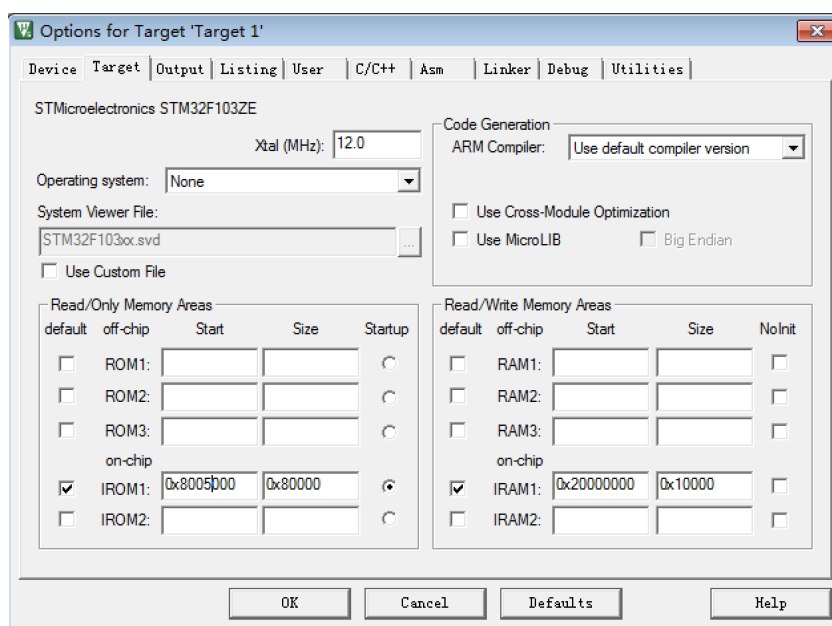 Options for Target 'Target 1'
Device Target Output Listing User C/C++ Asm Linker Debug Utilities
STMicroelectronics STM32F103ZE
Xtal (MHz): 12.0
Operating system: None
System Viewer File:
STM32F103xx.svd ...
Use Custom File
Code Generation
ARM Compiler: Use default compiler version
Use Cross-Module Optimization
Use MicroLIB Big Endian
Read/Only Memory Areas
default off-chip Start Size Startup
ROM1:
ROM2:
ROM3:
on-chip
IROM1: 0x8005000 0x80000
IROM2:
Read/Write Memory Areas
default off-chip Start Size NoInit
RAM1:
RAM2:
RAM3:
on-chip
IRAM1: 0x20000000 0x10000
IRAM2:
OK Cancel Defaults Help